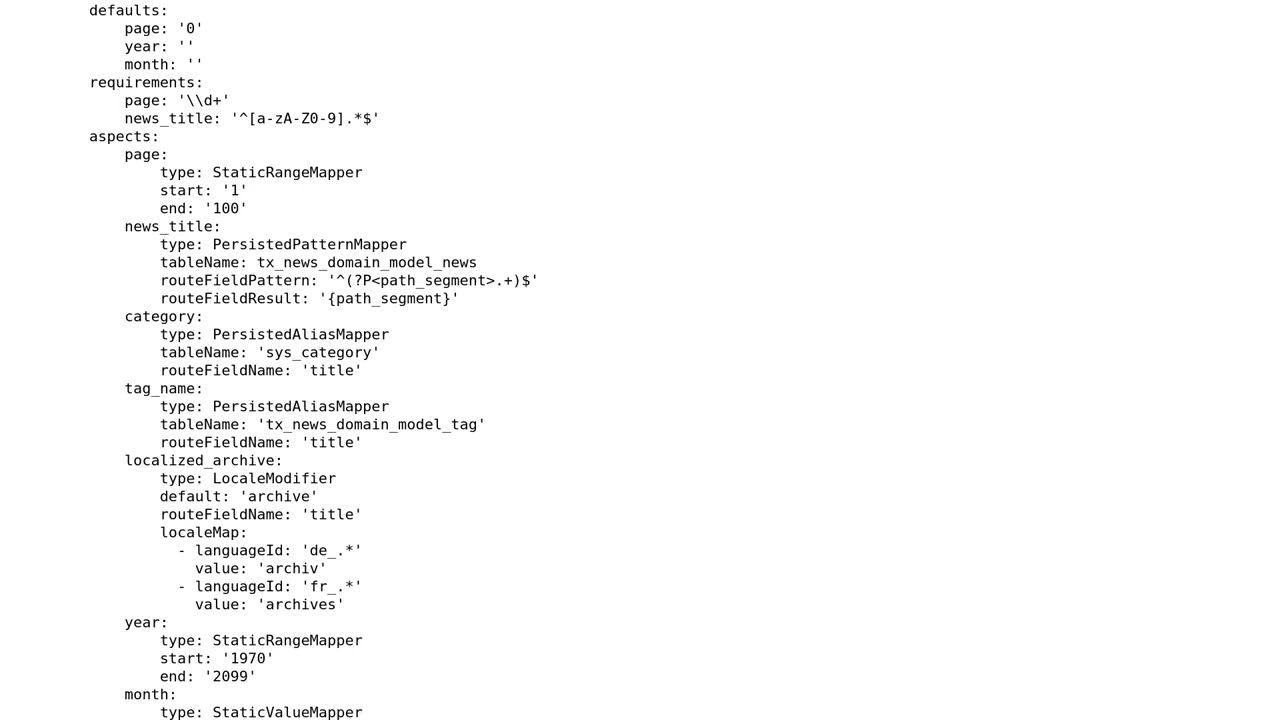 defaults:
page: '0'
year: ''
month: ''
requirements:
page: '\\d+'
news_title: '^[a-zA-Z0-9].*$'
aspects:
page:
type: StaticRangeMapper
start: '1'
end: '100'
news_title:
type: PersistedPatternMapper
tableName: tx_news_domain_model_news
routeFieldPattern: '^(?P<path_segment>.+)$'
routeFieldResult: '{path_segment}'
category:
type: PersistedAliasMapper
tableName: 'sys_category'
routeFieldName: 'title'
tag_name:
type: PersistedAliasMapper
tableName: 'tx_news_domain_model_tag'
routeFieldName: 'title'
localized_archive:
type: LocaleModifier
default: 'archive'
routeFieldName: 'title'
localeMap:
- languageId: 'de_.*'
value: 'archiv'
- languageId: 'fr_.*'
value: 'archives'
year:
type: StaticRangeMapper
start: '1970'
end: '2099'
month:
type: StaticValueMapper